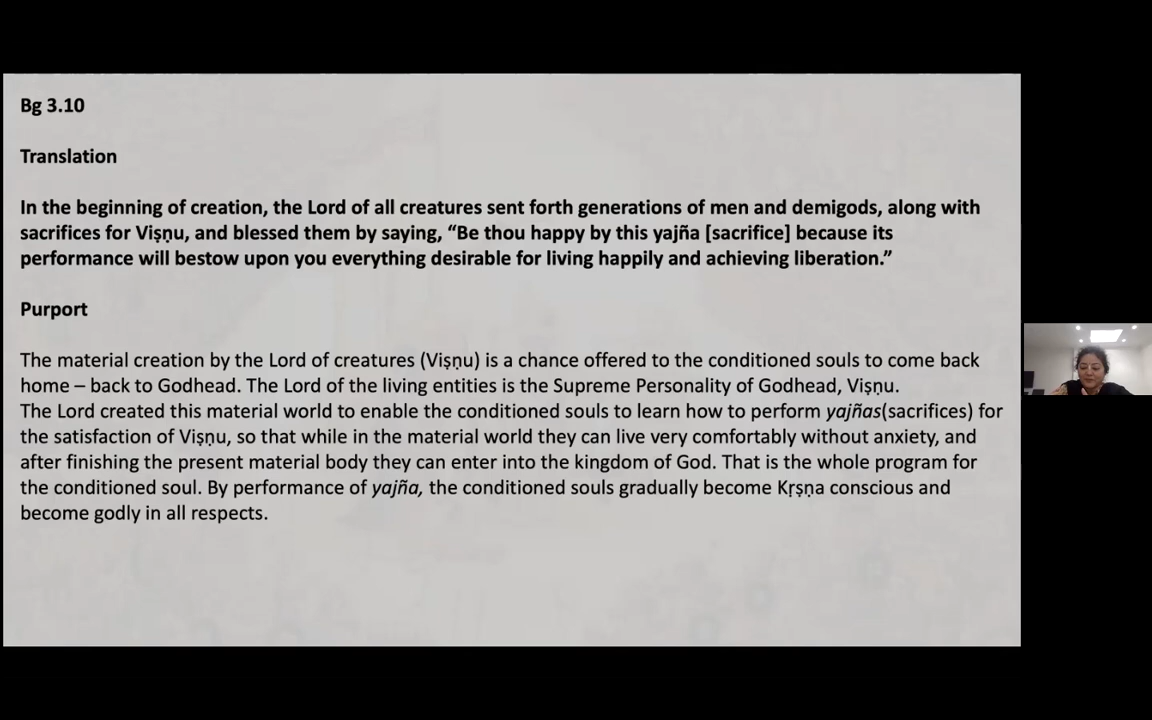 Bg 3.10
Translation
In the beginning of creation, the Lord of all creatures sent forth generations of men and demigods, along with
sacrifices for Viṣṇu, and blessed them by saying, “Be thou happy by this yajña [sacrifice] because its
performance will bestow upon you everything desirable for living happily and achieving liberation.”
Purport
The material creation by the Lord of creatures (Viṣṇu) is a chance offered to the conditioned souls to come back
home – back to Godhead. The Lord of the living entities is the Supreme Personality of Godhead, Viṣṇu.
The Lord created this material world to enable the conditioned souls to learn how to perform yajñas(sacrifices) for
the satisfaction of Viṣṇu, so that while in the material world they can live very comfortably without anxiety, and
after finishing the present material body they can enter into the kingdom of God. That is the whole program for
the conditioned soul. By performance of yajña, the conditioned souls gradually become Kṛṣṇa conscious and
become godly in all respects.